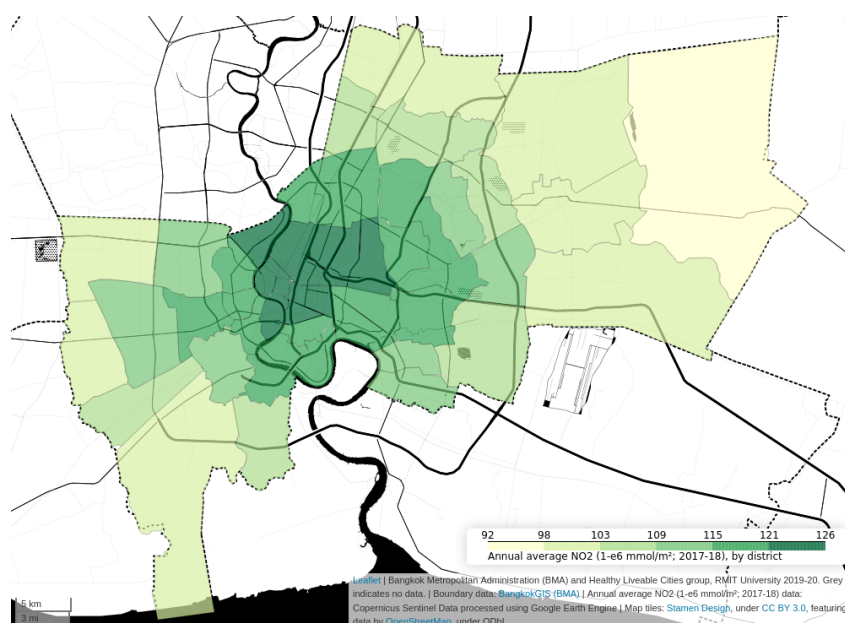 92 98 103 109 115 121 126
Annual average NO2 (1-e6 mmol/m²; 2017-18), by district
Leaflet | Bangkok Metropolitan Administration (BMA) and Healthy Liveable Cities group, RMIT University 2019-20. Grey
indicates no data. | Boundary data: BangkokGIS (BMA) | Annual average NO2 (1-e6 mmol/m²; 2017-18) data:
Copernicus Sentinel Data processed using Google Earth Engine | Map tiles: Stamen Design, under CC BY 3.0, featuring
data by OpenStreetMap, under ODbL
5 km
3 mi